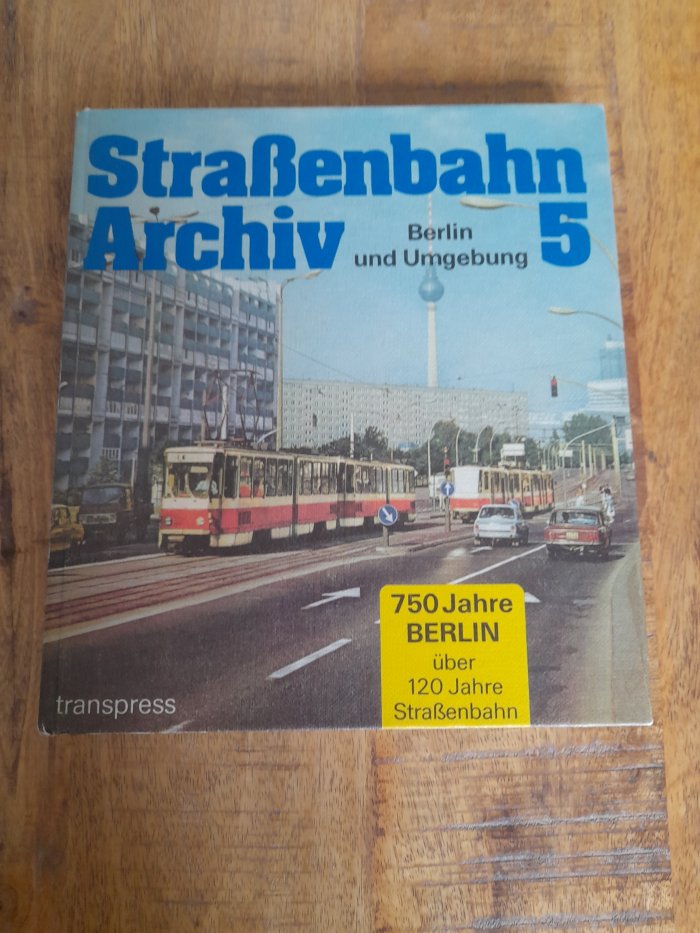 Straßenbahn
Archiv 5
Berlin
und Umgebung
750 Jahre
BERLIN
über
120 Jahre
Straßenbahn
transpress